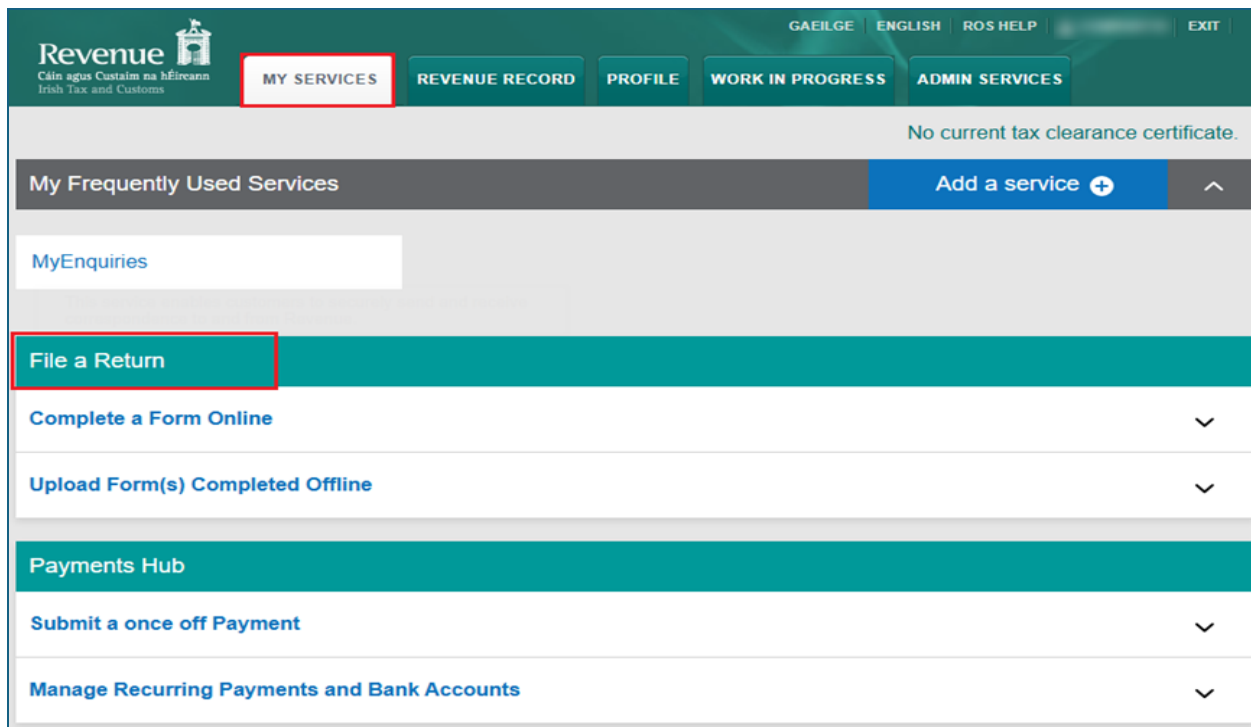 GAEILGE ENGLISH ROS HELP EXIT
Revenue
Cáin agus Custaim na hÉireann
Irish Tax and Customs
MY SERVICES REVENUE RECORD PROFILE WORK IN PROGRESS ADMIN SERVICES
No current tax clearance certificate.
My Frequently Used Services Add a service
MyEnquiries
File a Return
Complete a Form Online
Upload Form(s) Completed Offline
Payments Hub
Submit a once off Payment
Manage Recurring Payments and Bank Accounts